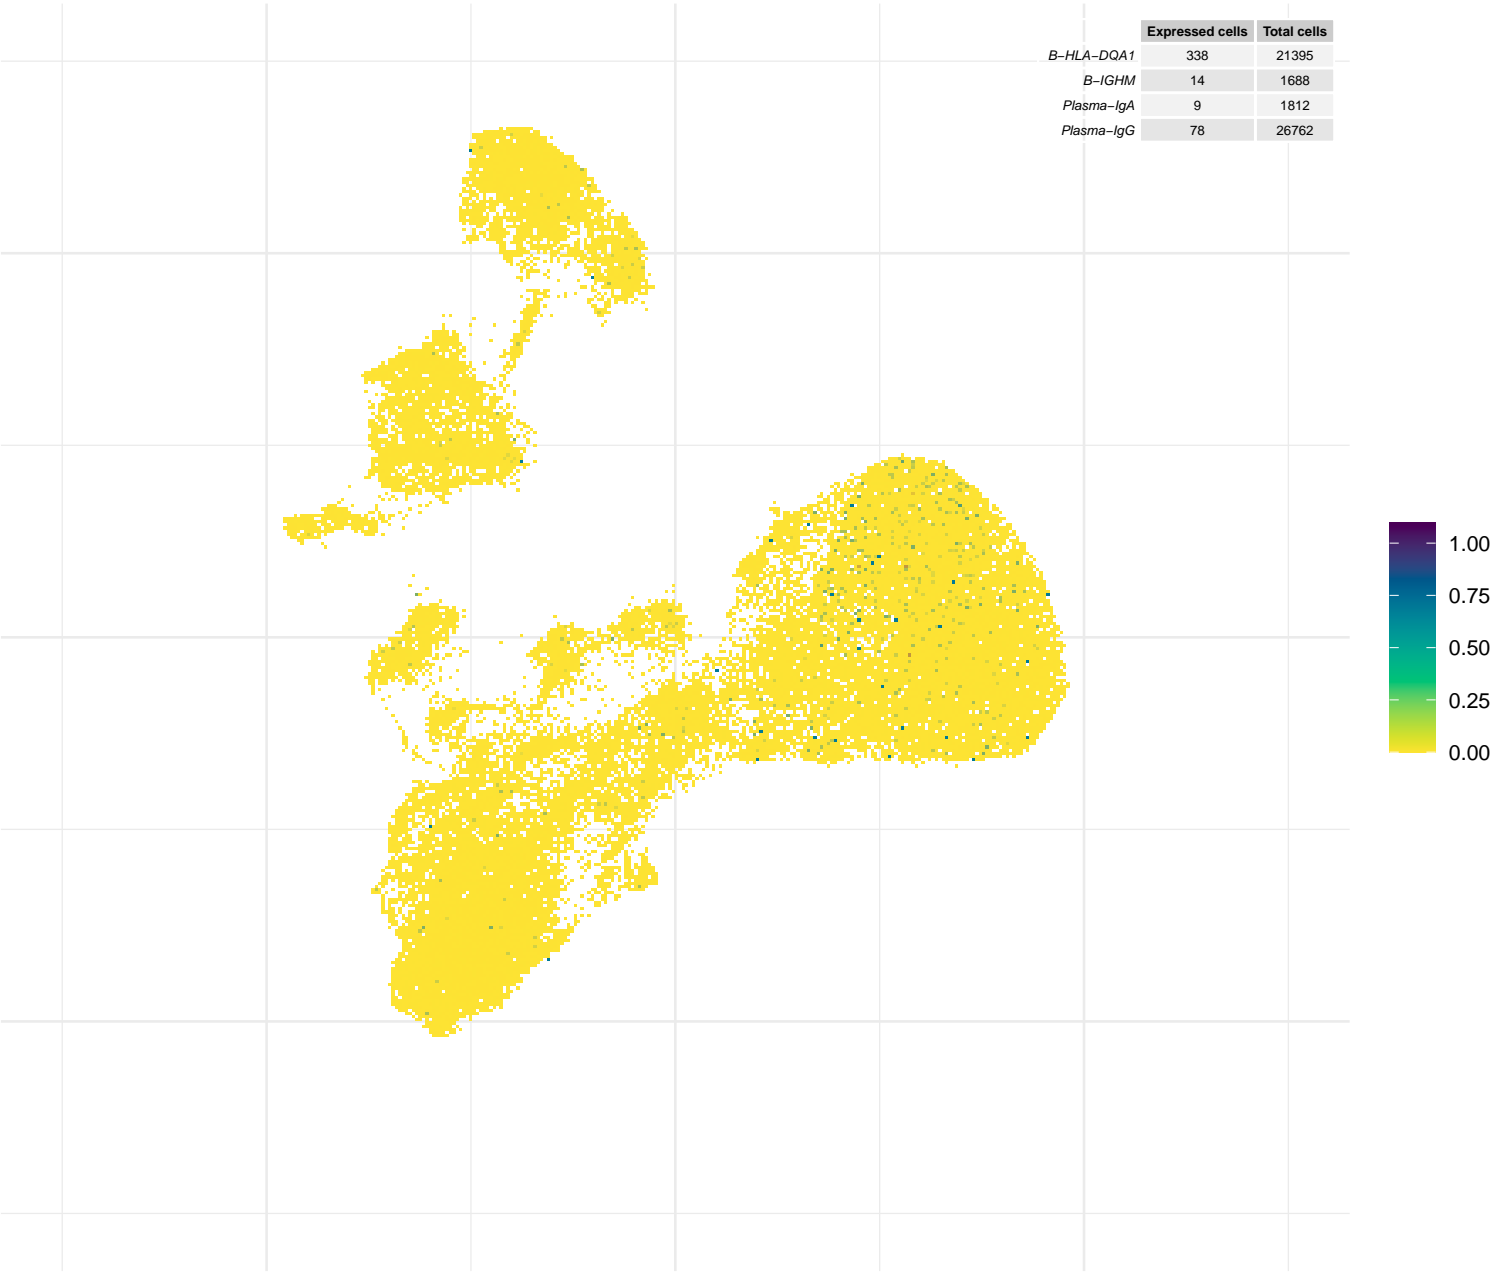 Expressed cells Total cells
B−HLA−DQA1 338 21395
B−IGHM 14 1688
Plasma−IgA 9 1812
Plasma−IgG 78 26762
1.00
0.75
0.50
0.25
0.00